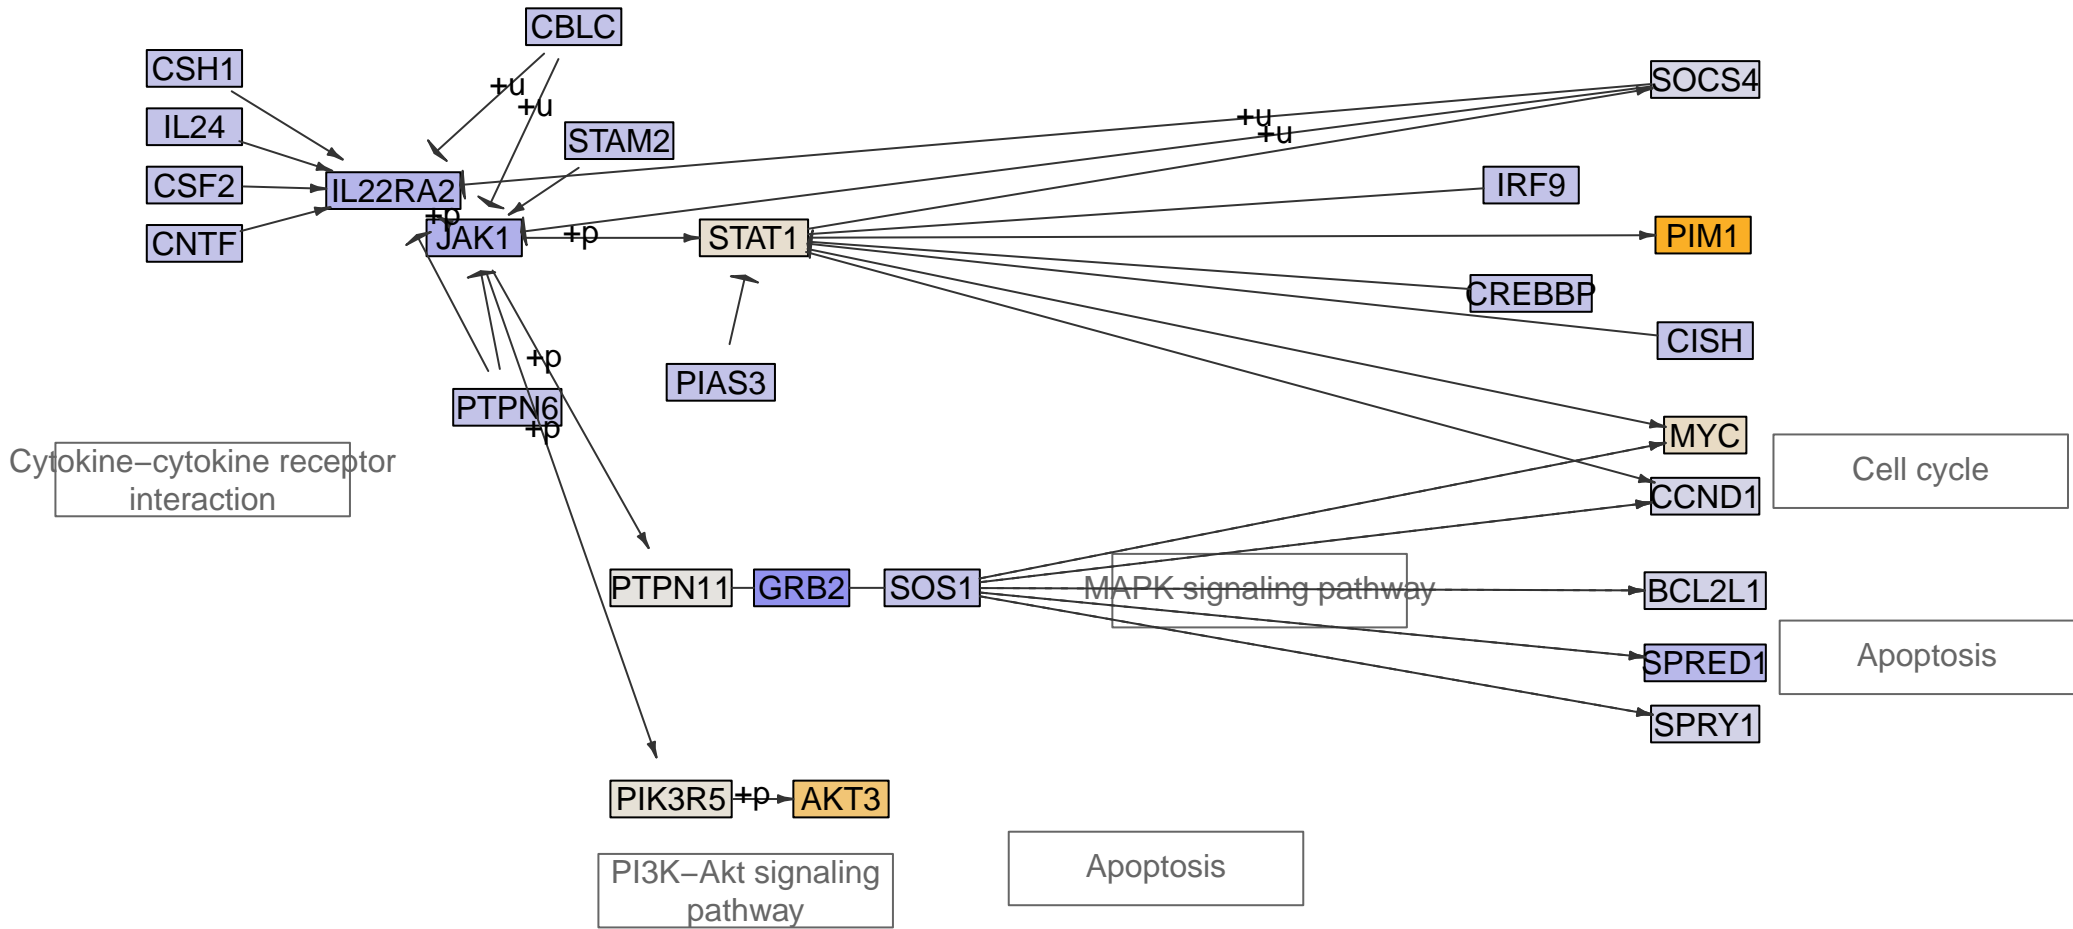 CBLC
CSH1
+u
SOCS4
+u
+u
IL24
+u
STAM2
CSF2
IL22RA2
IRF9
+p
CNTF
JAK1
+p
STAT1
PIM1
CREBBP
CISH
+p
PIAS3
PTPN6
+p
MYC
Cytokine–cytokine receptor
interaction
Cell cycle
CCND1
PTPN11
GRB2
SOS1
MAPK signaling pathway
BCL2L1
SPRED1
Apoptosis
SPRY1
PIK3R5
+p
AKT3
Apoptosis
PI3K–Akt signaling
pathway